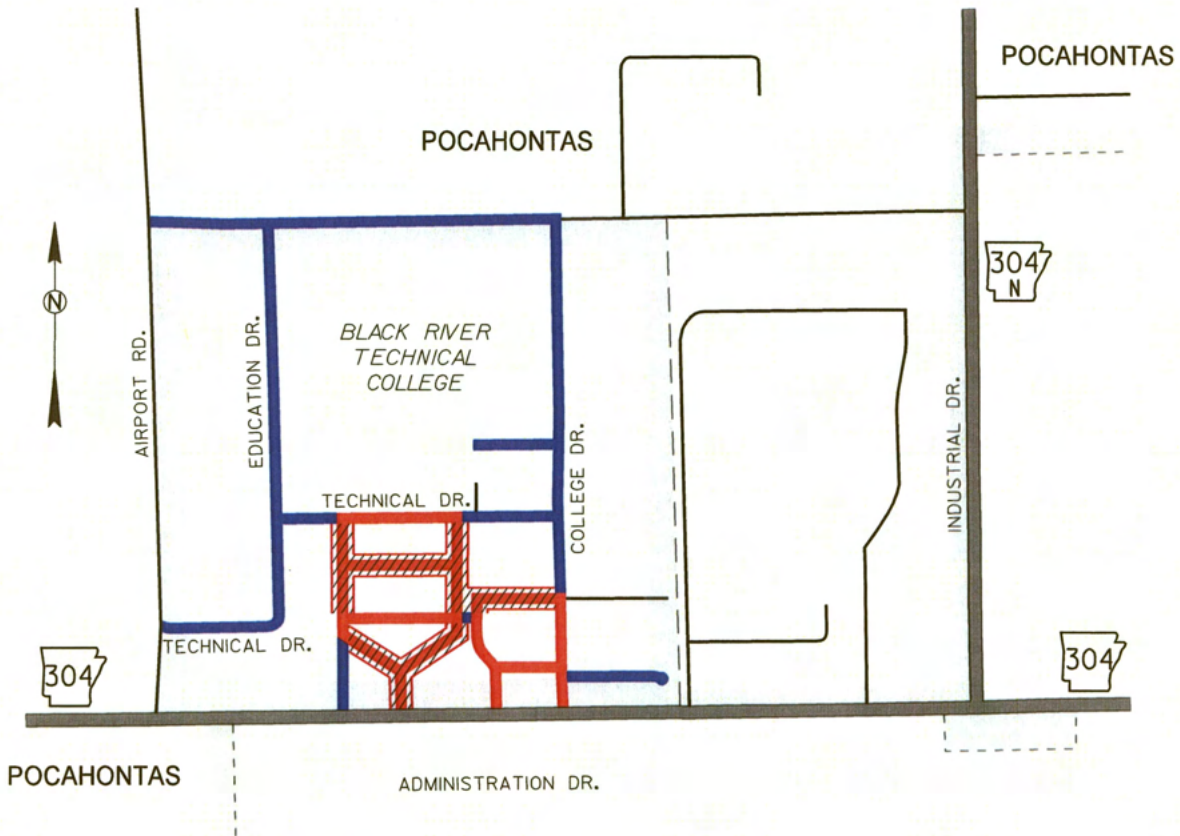 POCAHONTAS
POCAHONTAS
304
N
N
BLACK RIVER
TECHNICAL
COLLEGE
AIRPORT RD.
EDUCATION DR.
INDUSTRIAL DR.
COLLEGE DR.
TECHNICAL DR.
TECHNICAL DR.
304
304
POCAHONTAS
ADMINISTRATION DR.